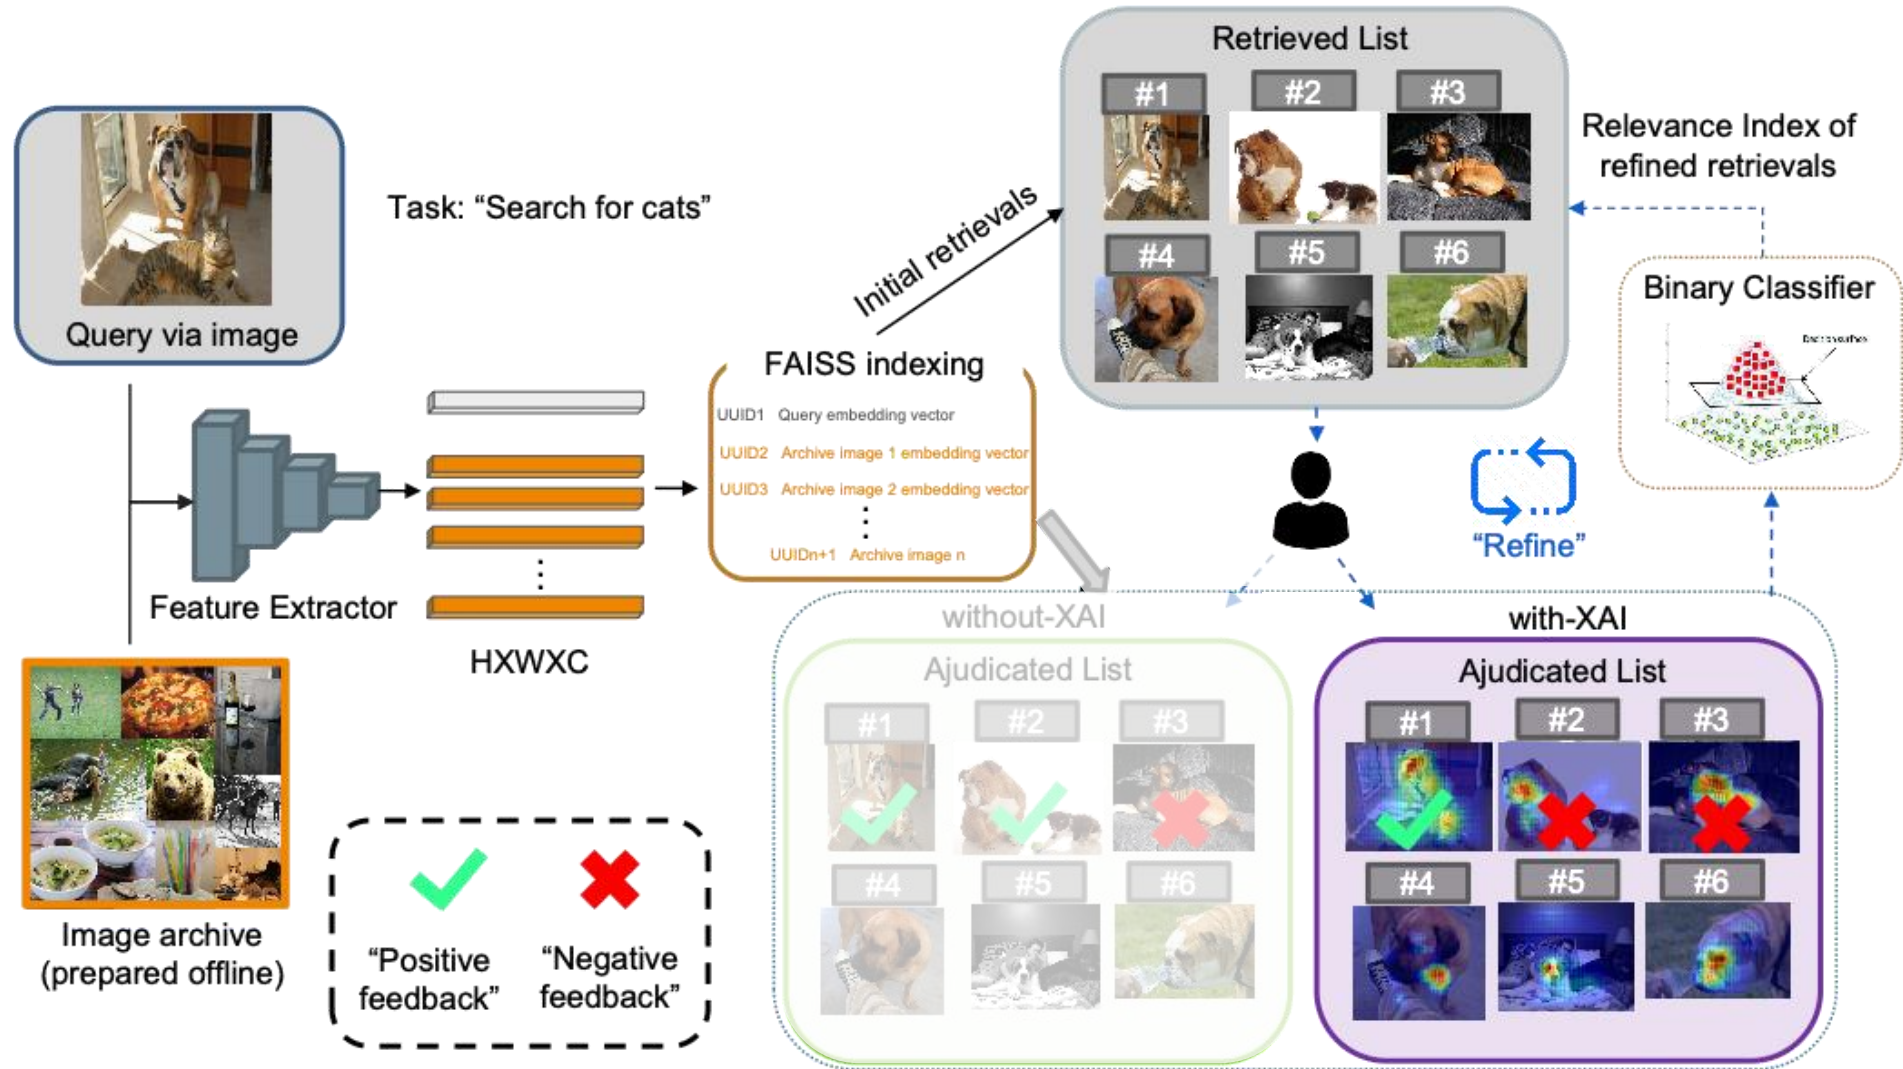 Query via image
Task: “Search for cats”
Feature Extractor
HXWXC
Image archive
(prepared offline)
“Positive
feedback”
“Negative
feedback”
FAISS indexing
UUID1 Query embedding vector
UUID2 Archive image 1 embedding vector
UUID3 Archive image 2 embedding vector
UUIDn+1 Archive image n
Initial retrievals
Retrieved List
#1
#2
#3
#4
#5
#6
Relevance Index of
refined retrievals
Binary Classifier
Decision surface
“Refine”
without-XAI
Ajudicated List
#1
#2
#3
#4
#5
#6
with-XAI
Ajudicated List
#1
#2
#3
#4
#5
#6